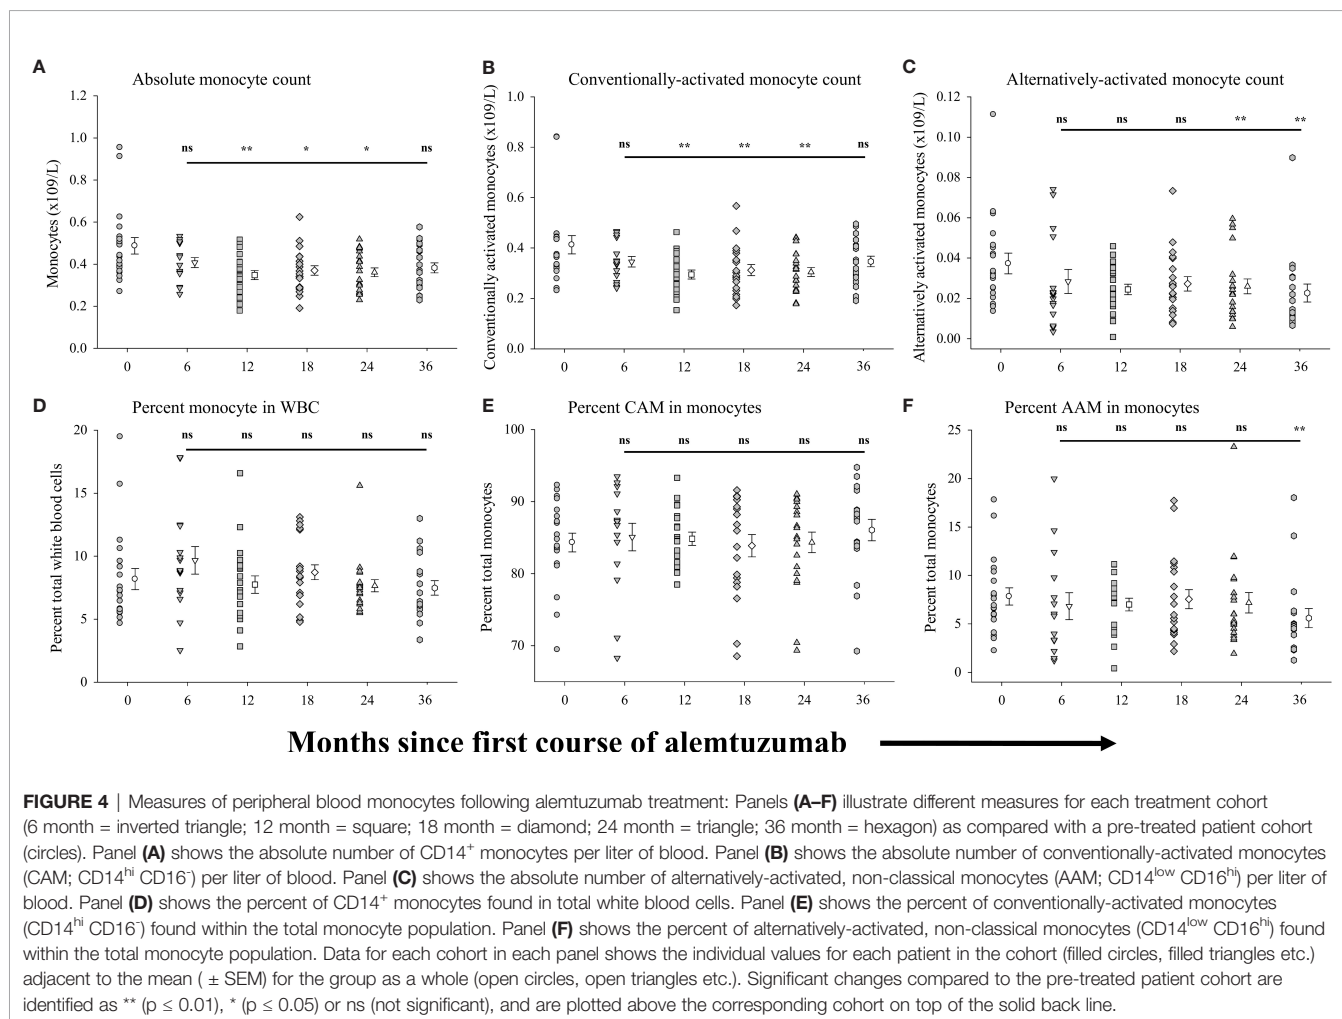 A
Absolute monocyte count
Monocytes (x109/L)
1.2
1.0
0.8
0.6
0.4
0.2
0.0
ns
**
*
*
ns
0
6
12
18
24
36
B
Conventionally-activated monocyte count
Conventionally activated monocytes (x109/L)
1.0
0.8
0.6
0.4
0.2
0.0
ns
**
**
**
ns
0
6
12
18
24
36
C
Alternatively-activated monocyte count
Alternatively activated monocytes (x109/L)
0.12
0.10
0.08
0.06
0.04
0.02
0.00
ns
ns
ns
**
**
0
6
12
18
24
36
D
Percent monocyte in WBC
Percent total white blood cells
20
15
10
5
0
ns
ns
ns
ns
ns
0
6
12
18
24
36
E
Percent CAM in monocytes
Percent total monocytes
100
90
80
70
ns
ns
ns
ns
ns
0
6
12
18
24
36
F
Percent AAM in monocytes
Percent total monocytes
25
20
15
10
5
0
ns
ns
ns
ns
**
0
6
12
18
24
36
Months since first course of alemtuzumab
FIGURE 4 | Measures of peripheral blood monocytes following alemtuzumab treatment: Panels (A–F) illustrate different measures for each treatment cohort
(6 month = inverted triangle; 12 month = square; 18 month = diamond; 24 month = triangle; 36 month = hexagon) as compared with a pre-treated patient cohort
(circles). Panel (A) shows the absolute number of CD14⁺ monocytes per liter of blood. Panel (B) shows the absolute number of conventionally-activated monocytes
(CAM; CD14ʰⁱ CD16⁻) per liter of blood. Panel (C) shows the absolute number of alternatively-activated, non-classical monocytes (AAM; CD14ˡᵒʷ CD16ʰⁱ) per liter of
blood. Panel (D) shows the percent of CD14⁺ monocytes found in total white blood cells. Panel (E) shows the percent of conventionally-activated monocytes
(CD14ʰⁱ CD16⁻) found within the total monocyte population. Panel (F) shows the percent of alternatively-activated, non-classical monocytes (CD14ˡᵒʷ CD16ʰⁱ) found
within the total monocyte population. Data for each cohort in each panel shows the individual values for each patient in the cohort (filled circles, filled triangles etc.)
adjacent to the mean ( ± SEM) for the group as a whole (open circles, open triangles etc.). Significant changes compared to the pre-treated patient cohort are
identified as ** (p ≤ 0.01), * (p ≤ 0.05) or ns (not significant), and are plotted above the corresponding cohort on top of the solid back line.